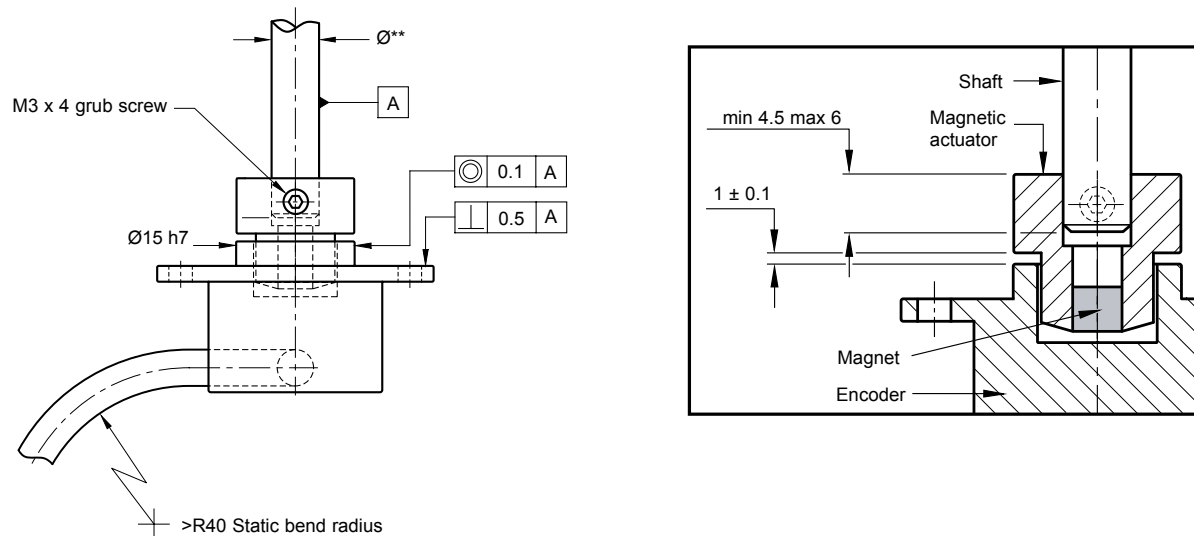 Ø**
M3 x 4 grub screw
A
0.1 A
0.5 A
Ø15 h7
>R40 Static bend radius
Shaft
min 4.5 max 6
Magnetic
actuator
1 ± 0.1
Magnet
Encoder